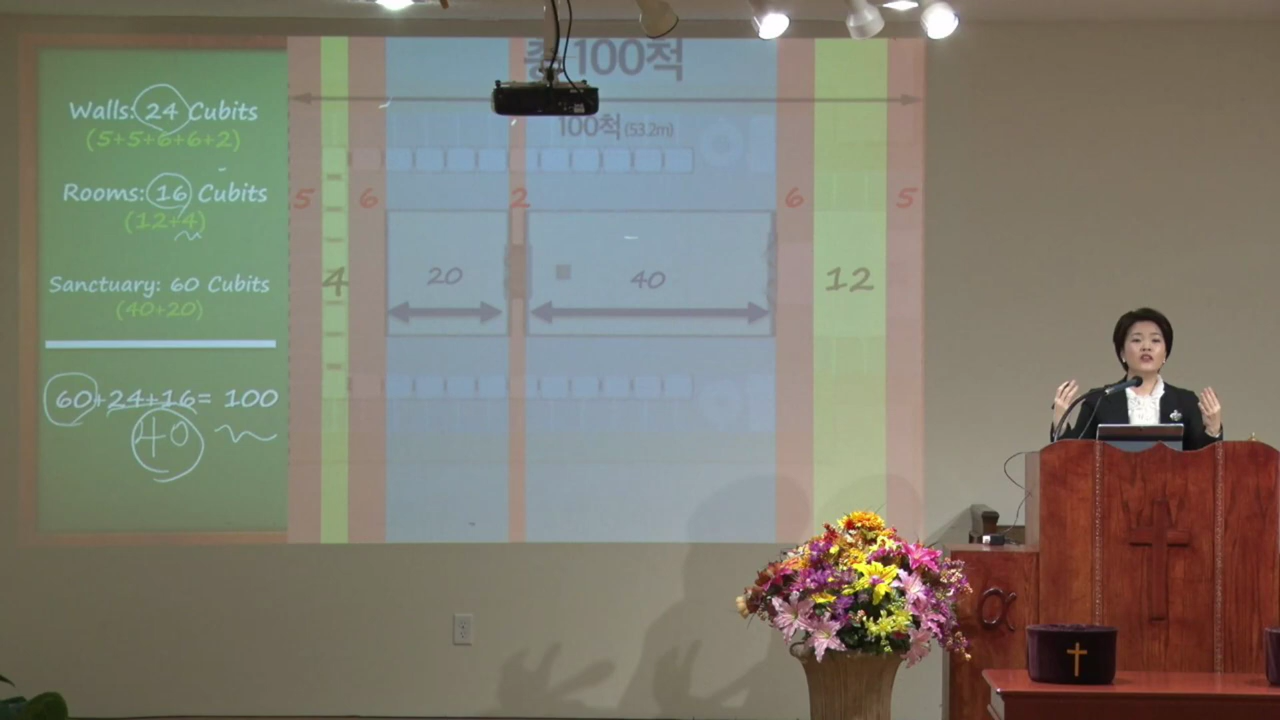 Walls: 24 Cubits
(5+5+6+6+2)
Rooms: 16 Cubits
(12+4)
Sanctuary: 60 Cubits
(40+20)
60+24+16= 100
40
총 100척
100척 (53.2m)
5 6 2 6 5
4 20 40 12
α